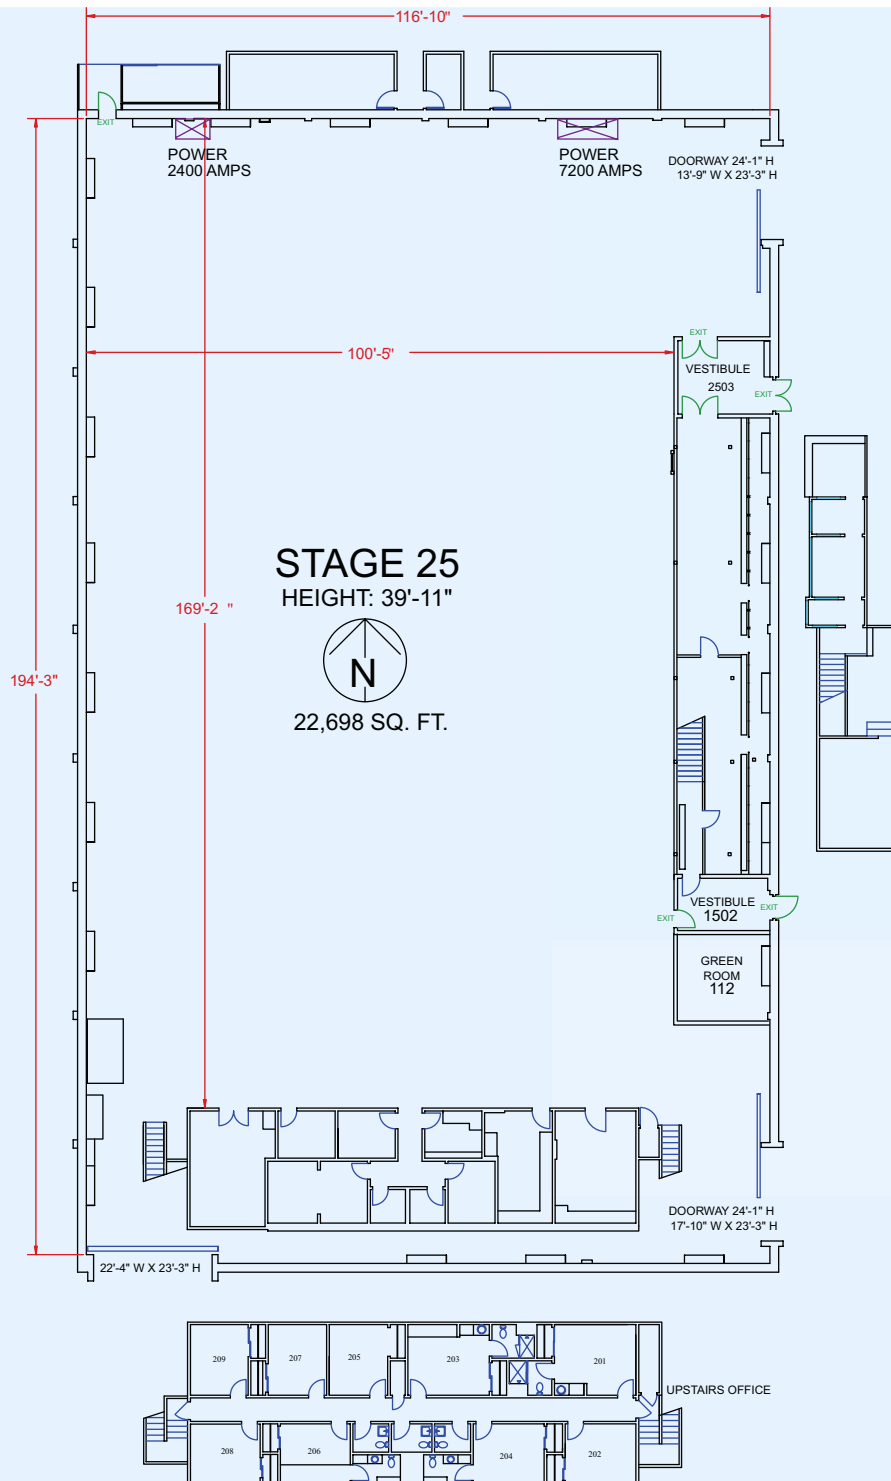 116'-10"
EXIT
POWER
2400 AMPS
POWER
7200 AMPS
DOORWAY 24'-1" H
13'-9" W X 23'-3" H
EXIT
100'-5"
VESTIBULE
2503
EXIT
STAGE 25
HEIGHT: 39'-11"
169'-2 "
N
194'-3"
22,698 SQ. FT.
VESTIBULE
1502
EXIT
EXIT
GREEN
ROOM
112
DOORWAY 24'-1" H
17'-10" W X 23'-3" H
22'-4" W X 23'-3" H
209
207
205
203
201
UPSTAIRS OFFICE
208
206
204
202